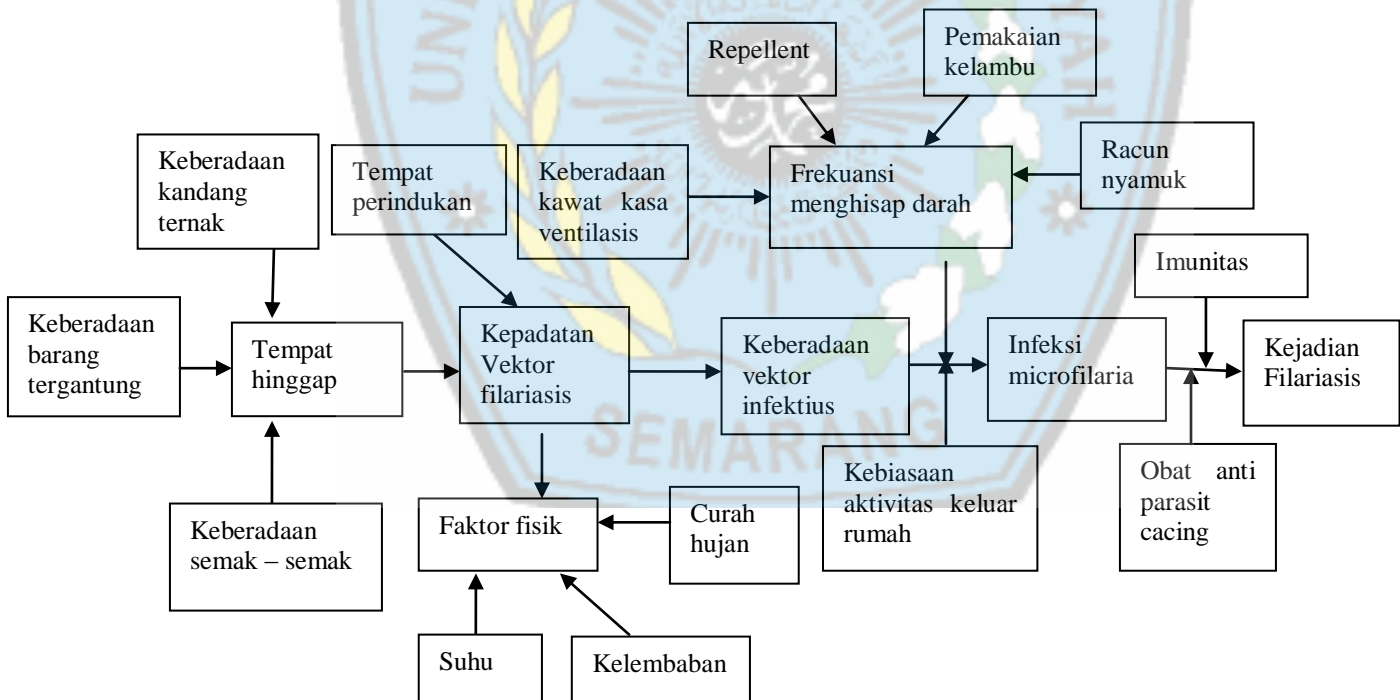 Repellent
Pemakaian
kelambu
Keberadaan
kandang
ternak
Tempat
perindukan
Keberadaan
kawat kasa
ventilasis
Frekuansi
menghisap darah
Racun
nyamuk
Imunitas
Keberadaan
barang
tergantung
Tempat
hinggap
Kepadatan
Vektor
filariasis
Keberadaan
vektor
infektius
Infeksi
microfilaria
Kejadian
Filariasis
SEMARANG
Keberadaan
semak – semak
Faktor fisik
Curah
hujan
Kebiasaan
aktivitas keluar
rumah
Obat anti
parasit
cacing
Suhu
Kelembaban